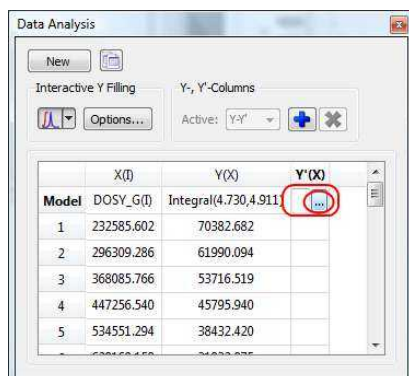 Data Analysis
New
Interactive Y Filling
Y-, Y'-Columns
Options...
Active: Y-Y'
X(I) Y(X) Y'(X)
Model DOSY_G(I) Integral(4.730,4.911) ...
1 232585.602 70382.682
2 296309.286 61990.094
3 368085.766 53716.519
4 447256.540 45795.940
5 534551.294 38432.420